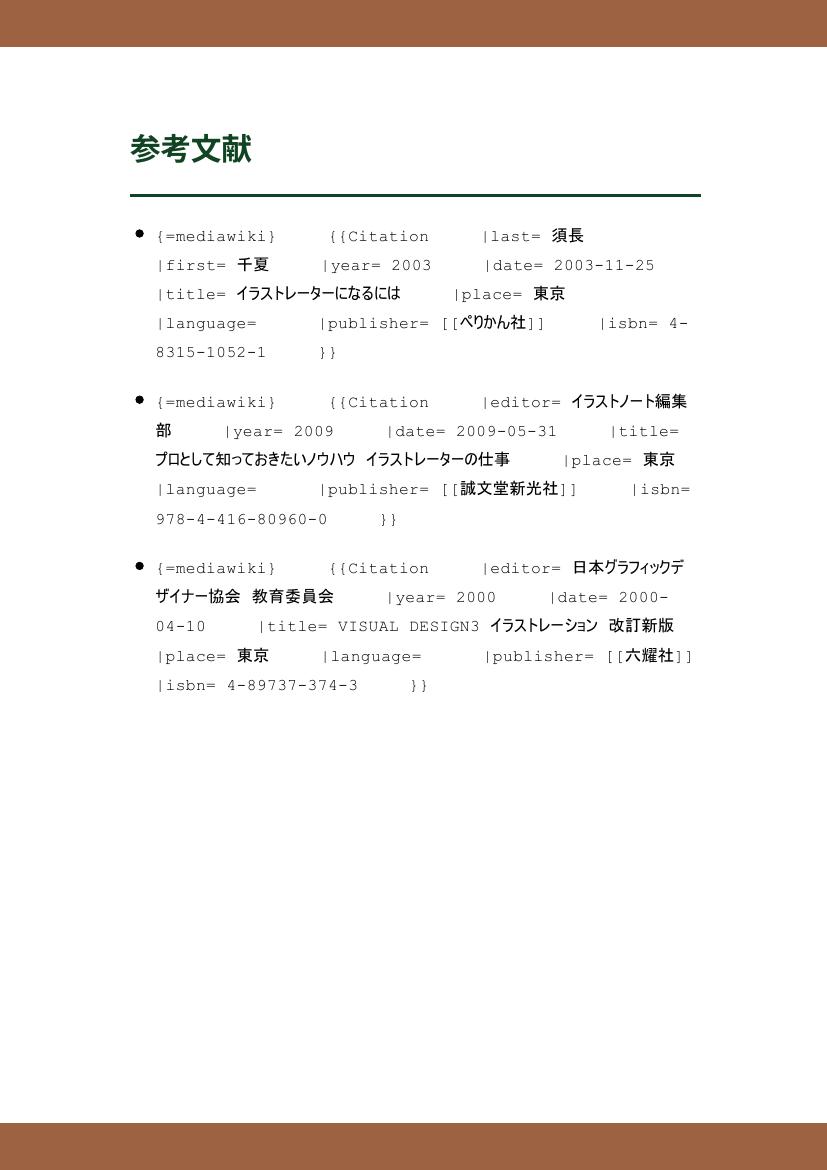 参考文献
● {=mediawiki} {{Citation |last= 須長
|first= 千夏 |year= 2003 |date= 2003-11-25
|title= イラストレーターになるには |place= 東京
|language= |publisher= [[ぺりかん社]] |isbn= 4-
8315-1052-1 }}
● {=mediawiki} {{Citation |editor= イラストノート編集
部 |year= 2009 |date= 2009-05-31 |title=
プロとして知っておきたいノウハウ イラストレーターの仕事 |place= 東京
|language= |publisher= [[誠文堂新光社]] |isbn=
978-4-416-80960-0 }}
● {=mediawiki} {{Citation |editor= 日本グラフィックデ
ザイナー協会 教育委員会 |year= 2000 |date= 2000-
04-10 |title= VISUAL DESIGN3 イラストレーション 改訂新版
|place= 東京 |language= |publisher= [[六耀社]]
|isbn= 4-89737-374-3 }}